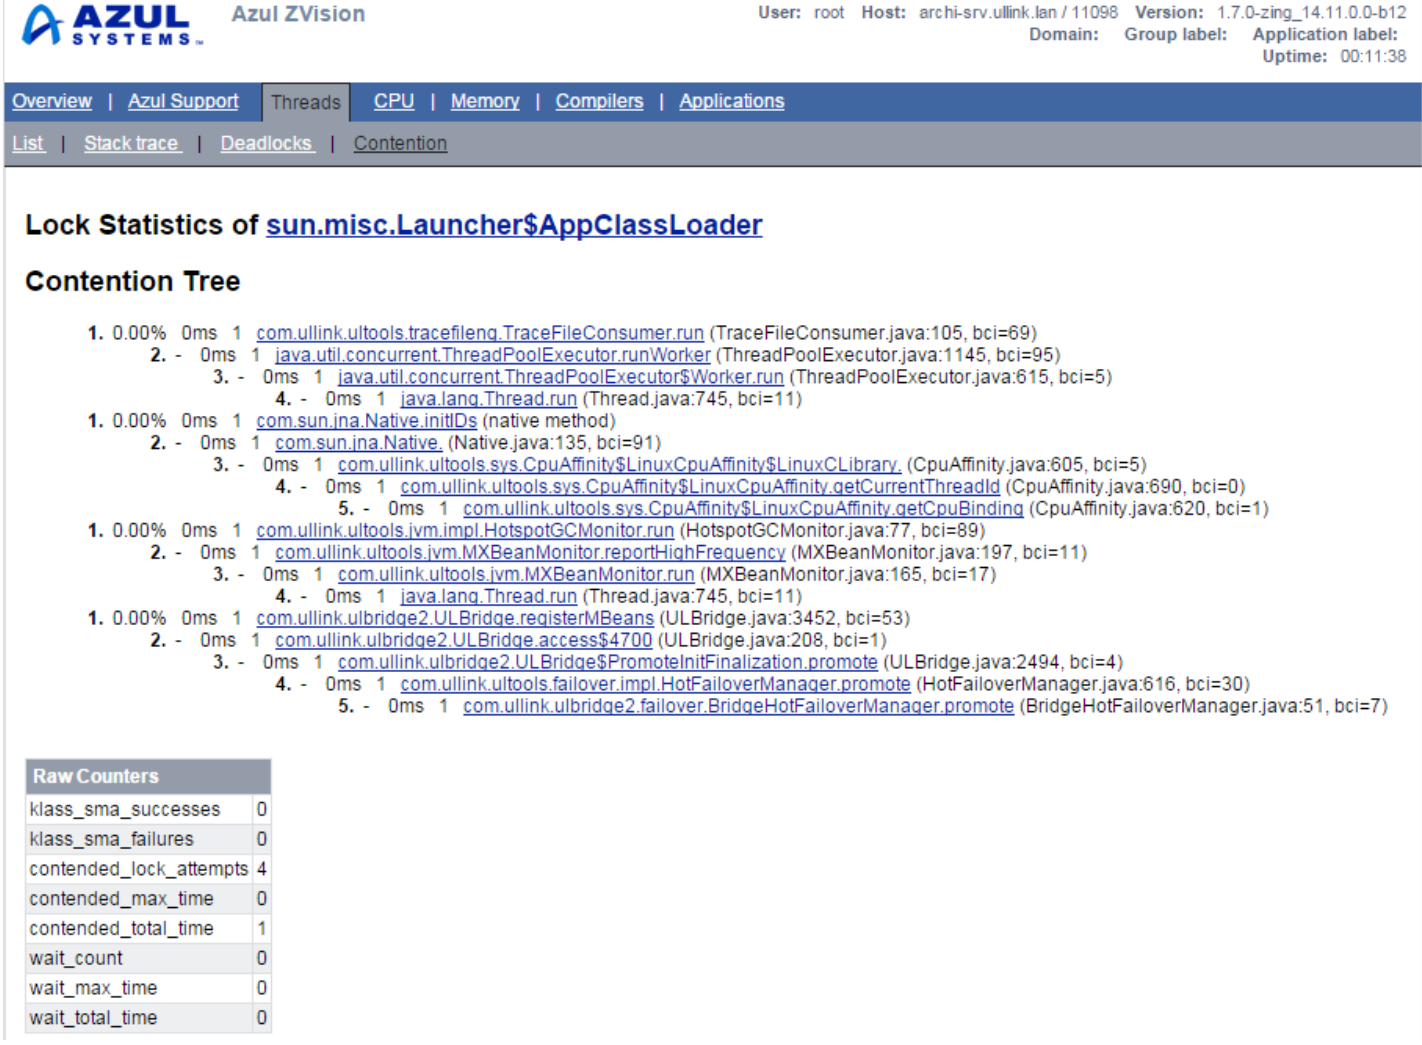 AZUL SYSTEMS™ Azul ZVision
User: root Host: archi-srv.ullink.lan / 11098 Version: 1.7.0-zing_14.11.0.0-b12
Domain: Group label: Application label:
Uptime: 00:11:38
Overview | Azul Support Threads CPU | Memory | Compilers | Applications
List | Stack trace | Deadlocks | Contention
Lock Statistics of sun.misc.Launcher$AppClassLoader
Contention Tree
1. 0.00% 0ms 1 com.ullink.ultools.tracefileng.TraceFileConsumer.run (TraceFileConsumer.java:105, bci=69)
2. - 0ms 1 java.util.concurrent.ThreadPoolExecutor.runWorker (ThreadPoolExecutor.java:1145, bci=95)
3. - 0ms 1 java.util.concurrent.ThreadPoolExecutor$Worker.run (ThreadPoolExecutor.java:615, bci=5)
4. - 0ms 1 java.lang.Thread.run (Thread.java:745, bci=11)
1. 0.00% 0ms 1 com.sun.jna.Native.initIDs (native method)
2. - 0ms 1 com.sun.jna.Native. (Native.java:135, bci=91)
3. - 0ms 1 com.ullink.ultools.sys.CpuAffinity$LinuxCpuAffinity$LinuxCLibrary. (CpuAffinity.java:605, bci=5)
4. - 0ms 1 com.ullink.ultools.sys.CpuAffinity$LinuxCpuAffinity.getCurrentThreadId (CpuAffinity.java:690, bci=0)
5. - 0ms 1 com.ullink.ultools.sys.CpuAffinity$LinuxCpuAffinity.getCpuBinding (CpuAffinity.java:620, bci=1)
1. 0.00% 0ms 1 com.ullink.ultools.jvm.impl.HotspotGCMonitor.run (HotspotGCMonitor.java:77, bci=89)
2. - 0ms 1 com.ullink.ultools.jvm.MXBeanMonitor.reportHighFrequency (MXBeanMonitor.java:197, bci=11)
3. - 0ms 1 com.ullink.ultools.jvm.MXBeanMonitor.run (MXBeanMonitor.java:165, bci=17)
4. - 0ms 1 java.lang.Thread.run (Thread.java:745, bci=11)
1. 0.00% 0ms 1 com.ullink.ulbridge2.ULBridge.registerMBeans (ULBridge.java:3452, bci=53)
2. - 0ms 1 com.ullink.ulbridge2.ULBridge.access$4700 (ULBridge.java:208, bci=1)
3. - 0ms 1 com.ullink.ulbridge2.ULBridge$PromoteInitFinalization.promote (ULBridge.java:2494, bci=4)
4. - 0ms 1 com.ullink.ultools.failover.impl.HotFailoverManager.promote (HotFailoverManager.java:616, bci=30)
5. - 0ms 1 com.ullink.ulbridge2.failover.BridgeHotFailoverManager.promote (BridgeHotFailoverManager.java:51, bci=7)
Raw Counters
klass_sma_successes 0
klass_sma_failures 0
contended_lock_attempts 4
contended_max_time 0
contended_total_time 1
wait_count 0
wait_max_time 0
wait_total_time 0